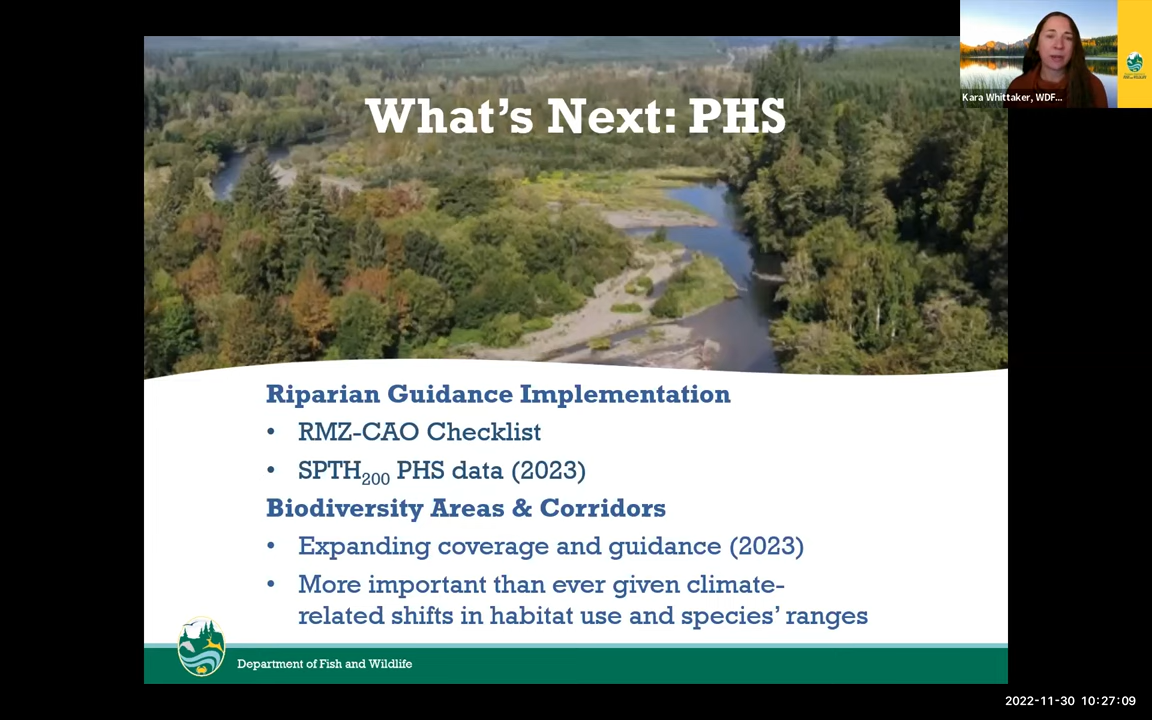 What's Next: PHS
Kara Whittaker, WDF...
Riparian Guidance Implementation
• RMZ-CAO Checklist
• SPTH200 PHS data (2023)
Biodiversity Areas & Corridors
• Expanding coverage and guidance (2023)
• More important than ever given climate-
related shifts in habitat use and species' ranges
Department of Fish and Wildlife
2022-11-30 10:27:09